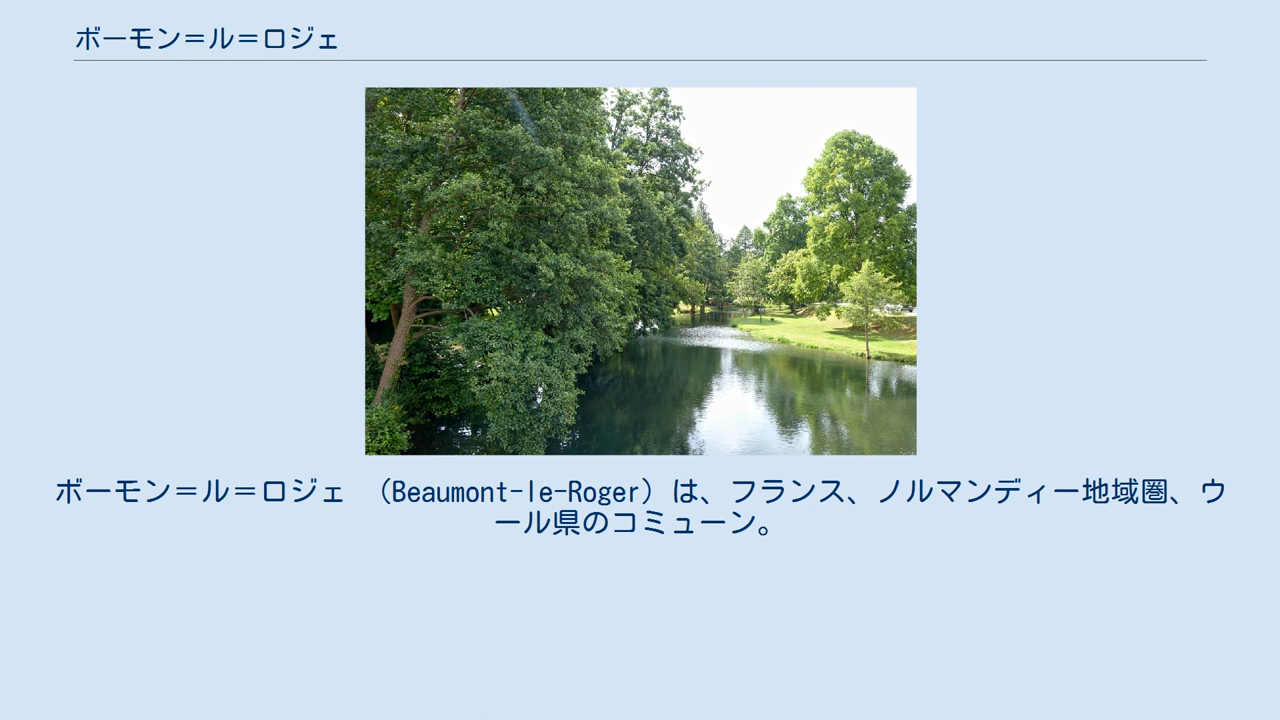 ボーモン＝ル＝ロジェ
ボーモン＝ル＝ロジェ （Beaumont-le-Roger）は、フランス、ノルマンディー地域圏、ウ
ール県のコミューン。